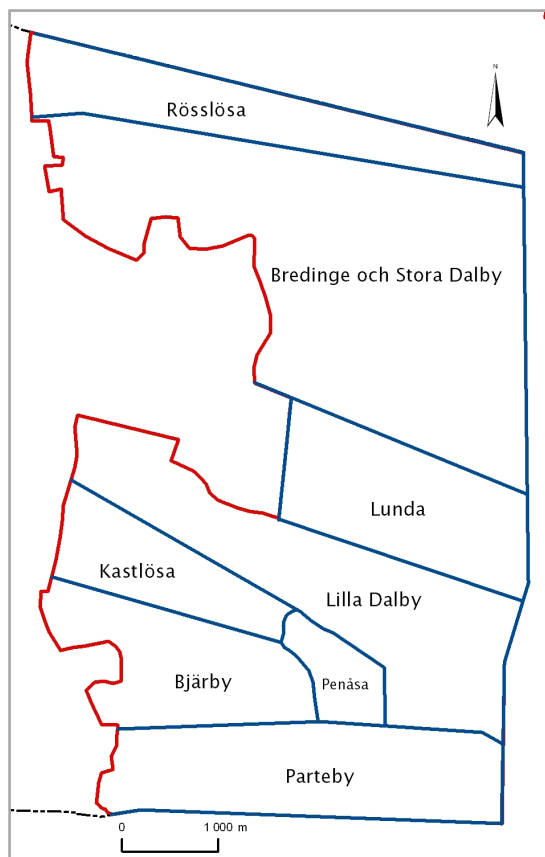 N
Rösslösa
Bredinge och Stora Dalby
Lunda
Kastlösa
Lilla Dalby
Bjärby
Penåsa
Parteby
0 1 000 m